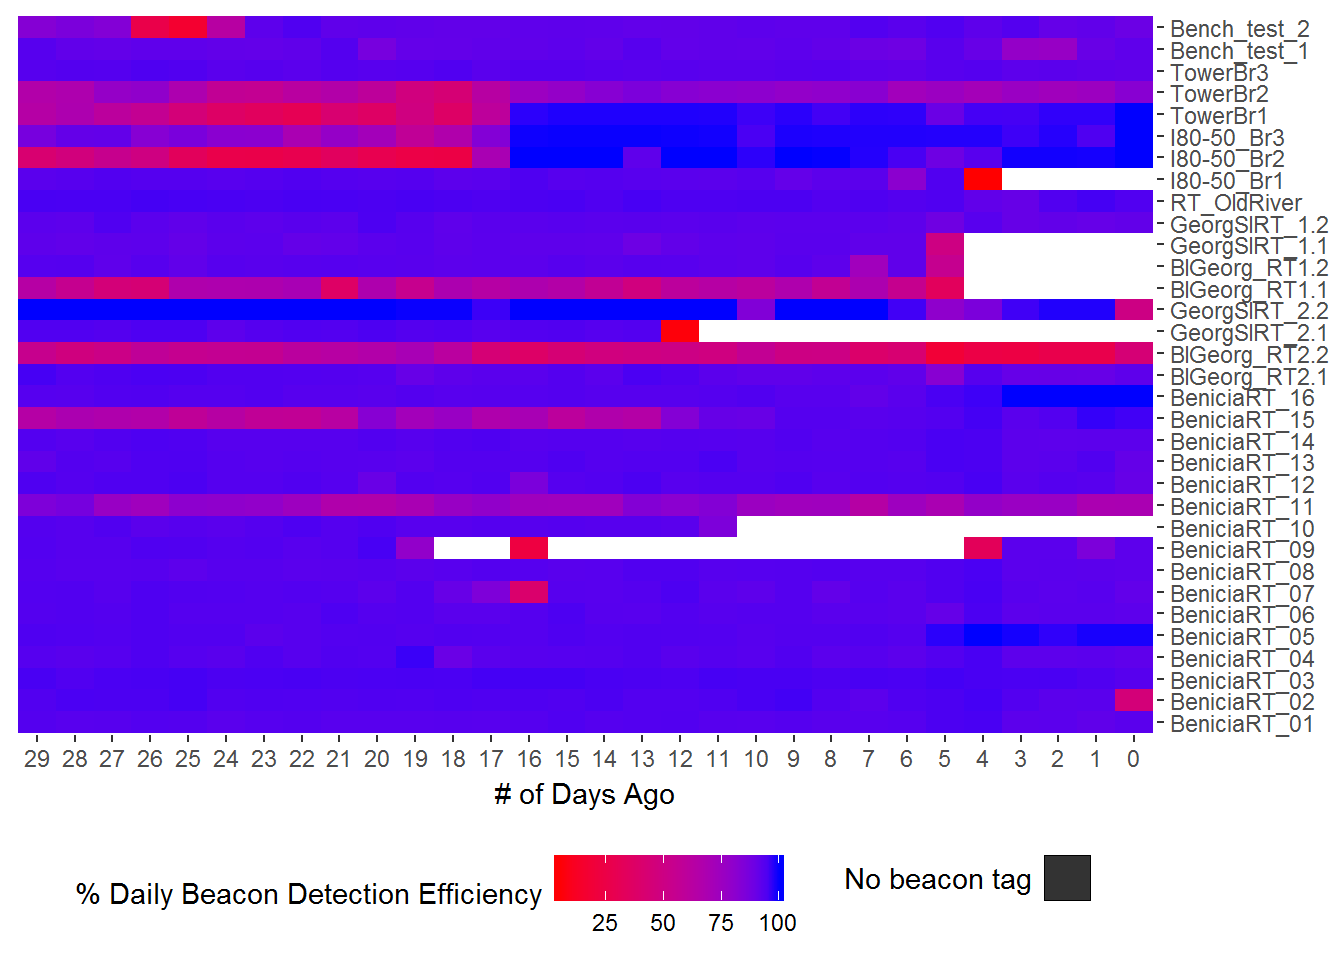 Bench_test_2
Bench_test_1
TowerBr3
TowerBr2
TowerBr1
I80-50_Br3
I80-50_Br2
I80-50_Br1
RT_OldRiver
GeorgSlRT_1.2
GeorgSlRT_1.1
BlGeorg_RT1.2
BlGeorg_RT1.1
GeorgSlRT_2.2
GeorgSlRT_2.1
BlGeorg_RT2.2
BlGeorg_RT2.1
BeniciaRT_16
BeniciaRT_15
BeniciaRT_14
BeniciaRT_13
BeniciaRT_12
BeniciaRT_11
BeniciaRT_10
BeniciaRT_09
BeniciaRT_08
BeniciaRT_07
BeniciaRT_06
BeniciaRT_05
BeniciaRT_04
BeniciaRT_03
BeniciaRT_02
BeniciaRT_01
29 28 27 26 25 24 23 22 21 20 19 18 17 16 15 14 13 12 11 10 9 8 7 6 5 4 3 2 1 0
# of Days Ago
% Daily Beacon Detection Efficiency
25 50 75 100
No beacon tag